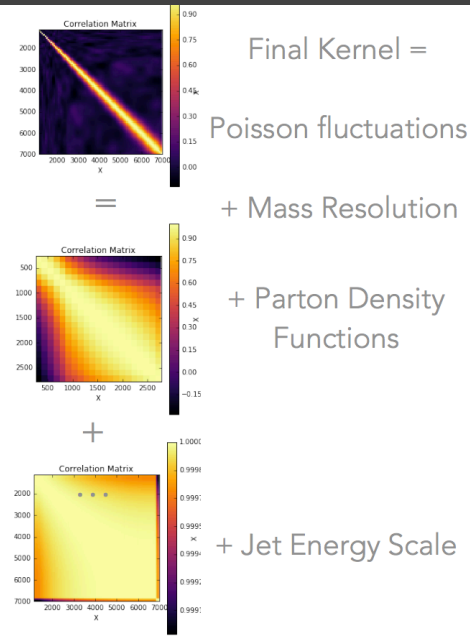 Correlation Matrix
2000
3000
4000
5000
6000
7000
2000 3000 4000 5000 6000 7000
X
0.90
0.75
0.60
0.45
0.30
0.15
0.00
x
Final Kernel =
Poisson fluctuations
=
+ Mass Resolution
Correlation Matrix
500
1000
1500
2000
2500
500 1000 1500 2000 2500
X
0.90
0.75
0.60
0.45
0.30
0.15
0.00
−0.15
x
+ Parton Density
Functions
+
Correlation Matrix
2000
3000
4000
5000
6000
7000
2000 3000 4000 5000 6000 7000
X
1.0000
x
...
+ Jet Energy Scale